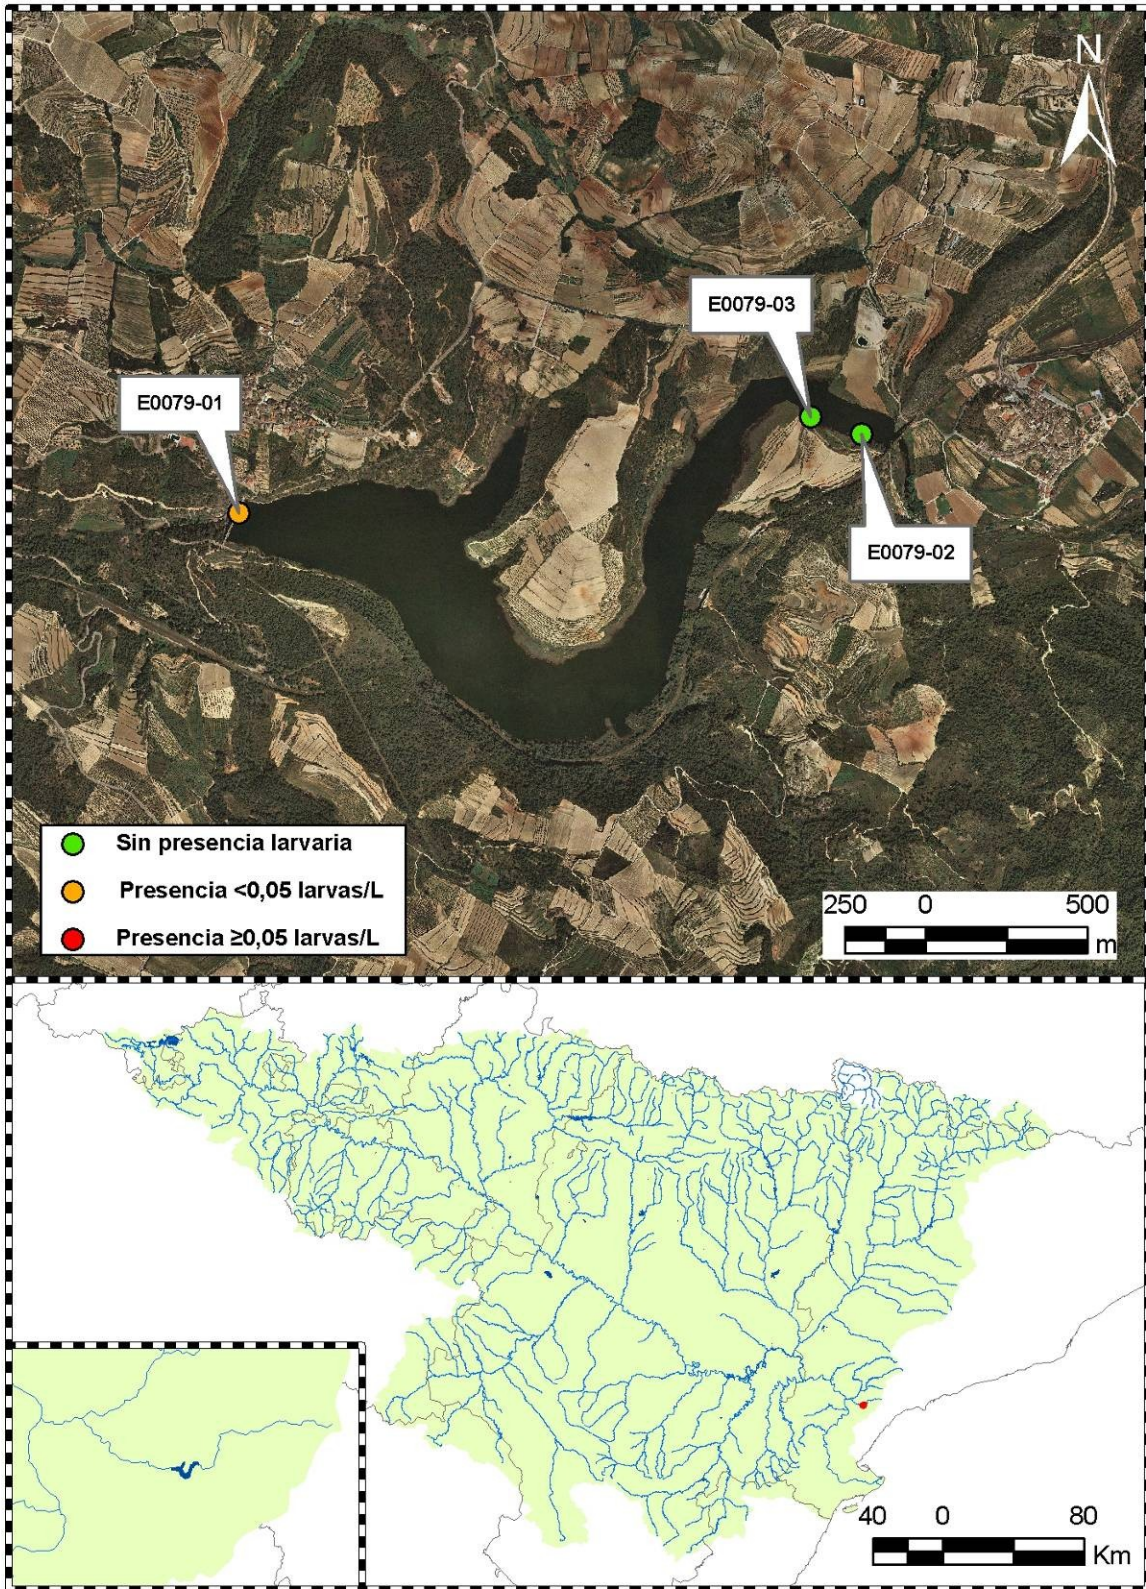 N
E0079-03
E0079-01
E0079-02
Sin presencia larvaria
Presencia <0,05 larvas/L
Presencia ≥0,05 larvas/L
250 0 500
m
40 0 80
Km